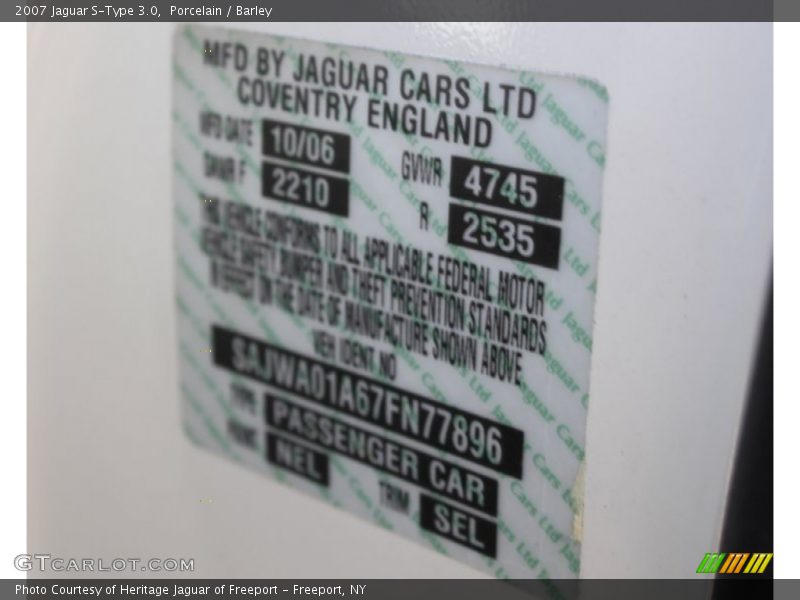 2007 Jaguar S-Type 3.0,  Porcelain / Barley
MFD BY JAGUAR CARS LTD
COVENTRY ENGLAND
MFD DATE 10/06 GVWR 4745
GAWR F 2210 R 2535
THIS VEHICLE CONFORMS TO ALL APPLICABLE FEDERAL MOTOR
VEHICLE SAFETY BUMPER AND THEFT PREVENTION STANDARDS
IN EFFECT ON THE DATE OF MANUFACTURE SHOWN ABOVE
VEH IDENT NO
SAJWA01A67FN77896
TYPE PASSENGER CAR
PAINT NEL TRIM SEL
GTCARLOT.COM
Photo Courtesy of Heritage Jaguar of Freeport - Freeport, NY